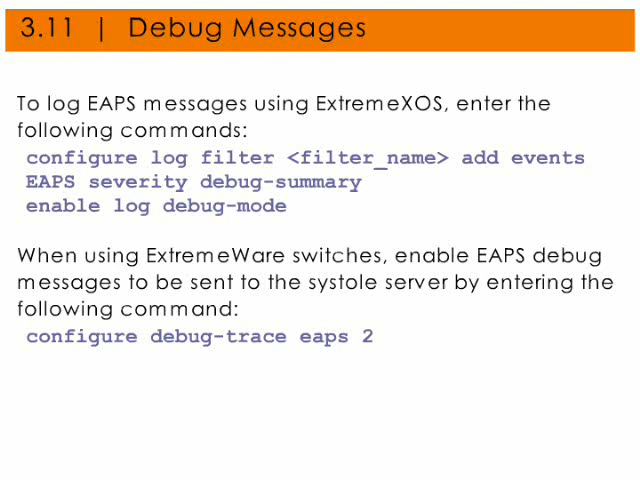 3.11 | Debug Messages
To log EAPS messages using ExtremeXOS, enter the
following commands:
configure log filter <filter_name> add events
EAPS severity debug-summary
enable log debug-mode
When using ExtremeWare switches, enable EAPS debug
messages to be sent to the systole server by entering the
following command:
configure debug-trace eaps 2